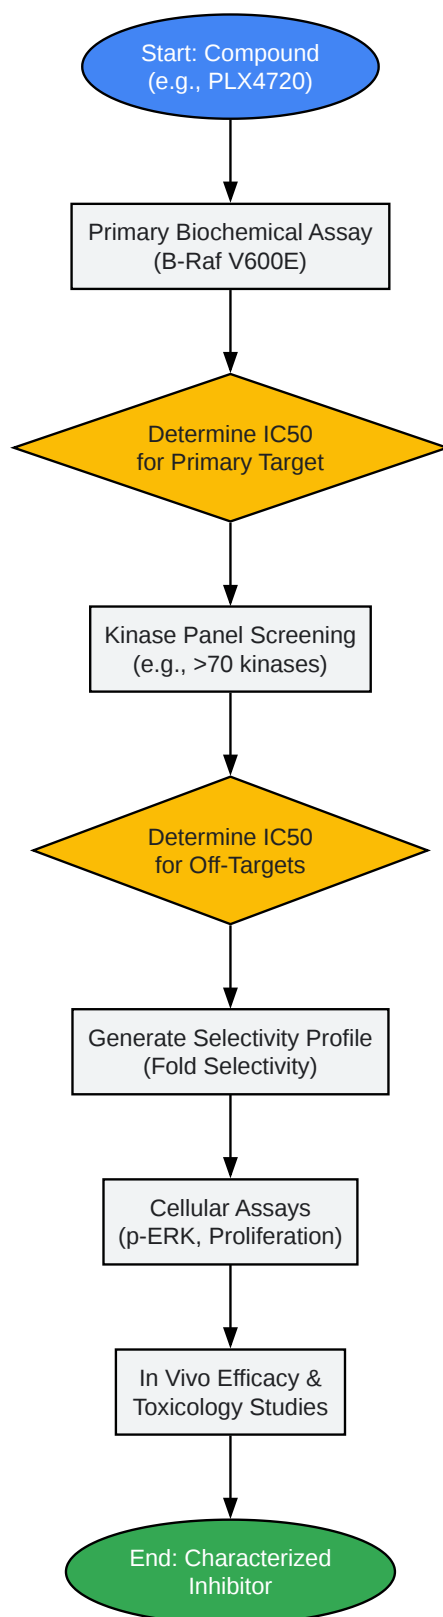 Start: Compound
(e.g., PLX4720)
Primary Biochemical Assay
(B-Raf V600E)
Determine IC50
for Primary Target
Kinase Panel Screening
(e.g., >70 kinases)
Determine IC50
for Off-Targets
Generate Selectivity Profile
(Fold Selectivity)
Cellular Assays
(p-ERK, Proliferation)
In Vivo Efficacy &
Toxicology Studies
End: Characterized
Inhibitor